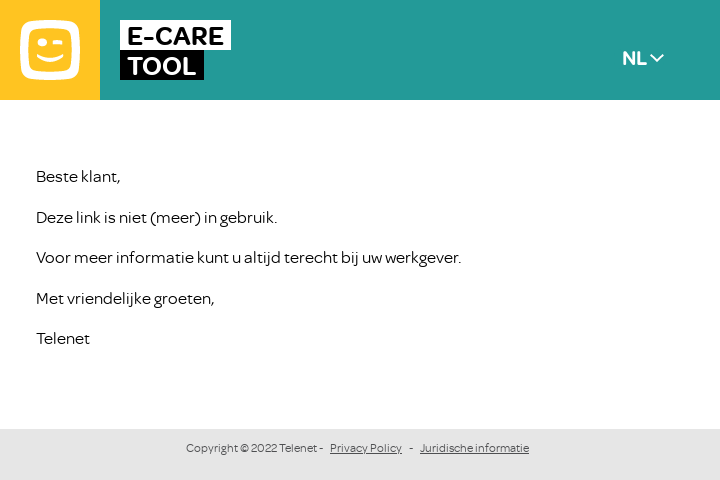 E-CARE
TOOL
NL
Beste klant,
Deze link is niet (meer) in gebruik.
Voor meer informatie kunt u altijd terecht bij uw werkgever.
Met vriendelijke groeten,
Telenet
Copyright © 2022 Telenet - Privacy Policy - Juridische informatie